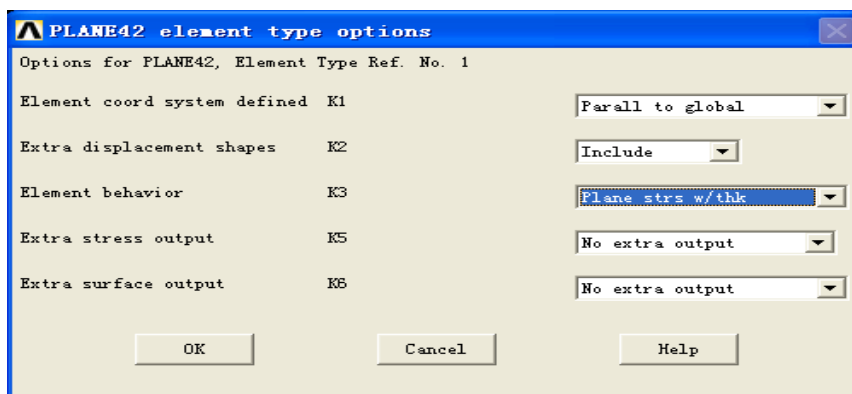 PLANE42 element type options
Options for PLANE42, Element Type Ref. No. 1
Element coord system defined K1 Parall to global
Extra displacement shapes K2 Include
Element behavior K3 Plane strs w/thk
Extra stress output K5 No extra output
Extra surface output K6 No extra output
OK Cancel Help